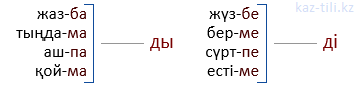 kaz-tili.kz
жаз-ба жүз-бе
тыңда-ма бер-ме
аш-па ды сүрт-пе ді
қой-ма есті-ме